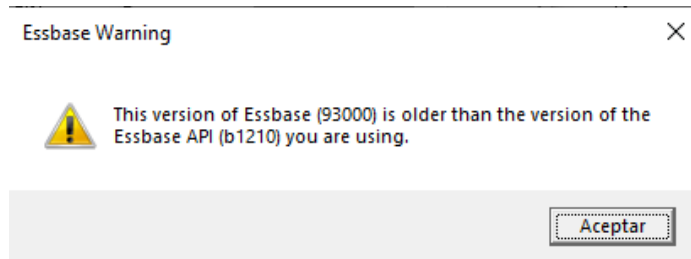 Essbase Warning
This version of Essbase (93000) is older than the version of the
Essbase API (b1210) you are using.
Aceptar